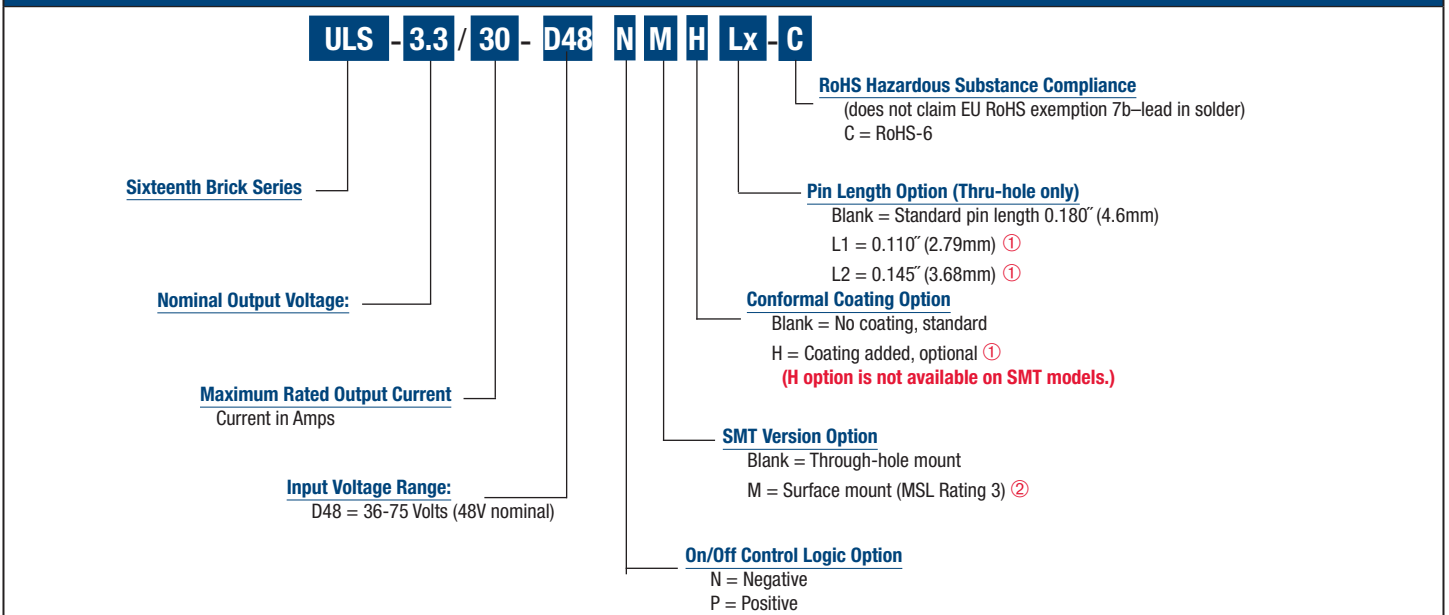 ULS - 3.3 / 30 - D48 N M H Lx - C
RoHS Hazardous Substance Compliance
(does not claim EU RoHS exemption 7b–lead in solder)
C = RoHS-6
Sixteenth Brick Series
Pin Length Option (Thru-hole only)
Blank = Standard pin length 0.180˝ (4.6mm)
L1 = 0.110˝ (2.79mm) ①
L2 = 0.145˝ (3.68mm) ①
Nominal Output Voltage:
Conformal Coating Option
Blank = No coating, standard
H = Coating added, optional ①
(H option is not available on SMT models.)
Maximum Rated Output Current
Current in Amps
SMT Version Option
Blank = Through-hole mount
M = Surface mount (MSL Rating 3) ②
Input Voltage Range:
D48 = 36-75 Volts (48V nominal)
On/Off Control Logic Option
N = Negative
P = Positive